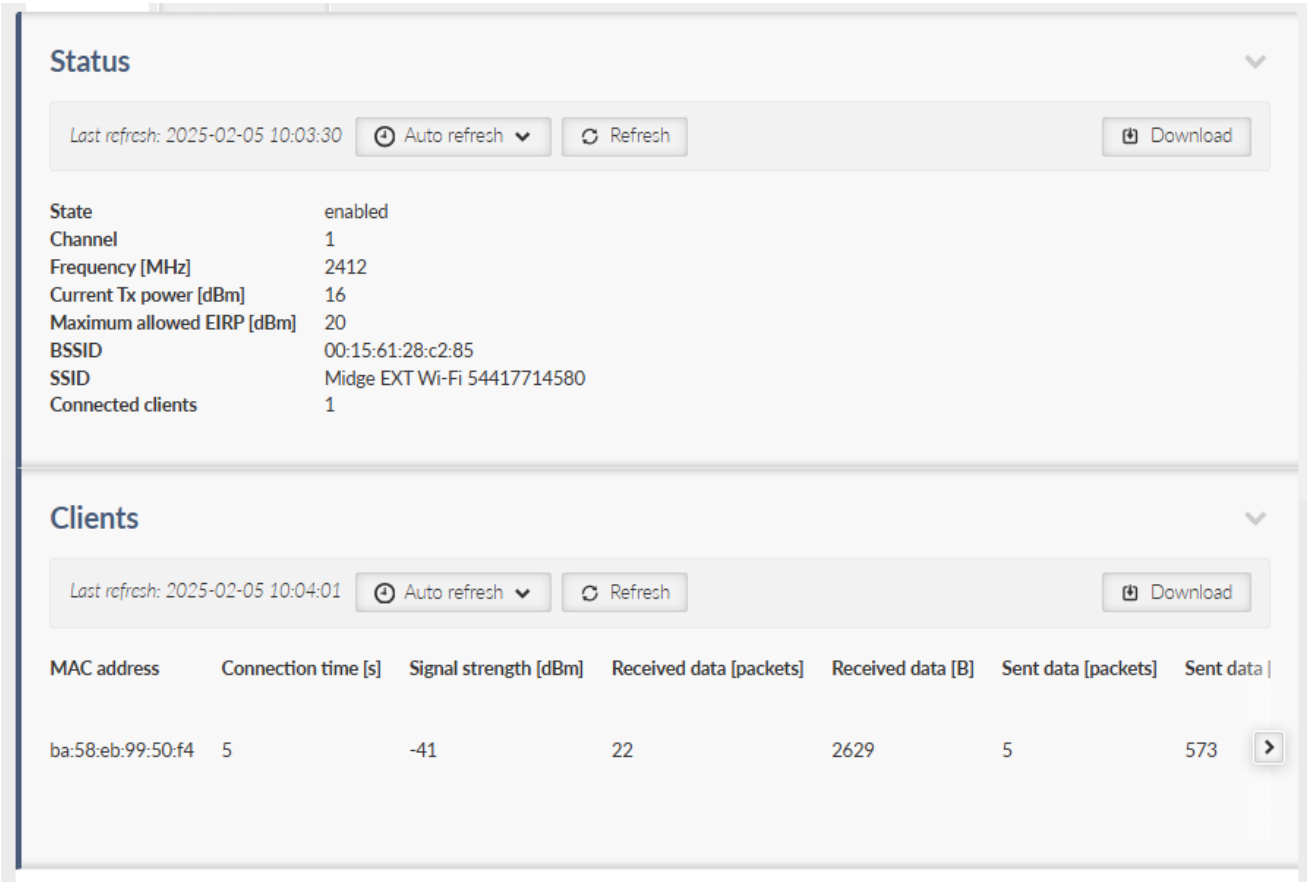 Status
Last refresh: 2025-02-05 10:03:30 Auto refresh Refresh Download
State enabled
Channel 1
Frequency [MHz] 2412
Current Tx power [dBm] 16
Maximum allowed EIRP [dBm] 20
BSSID 00:15:61:28:c2:85
SSID Midge EXT Wi-Fi 54417714580
Connected clients 1
Clients
Last refresh: 2025-02-05 10:04:01 Auto refresh Refresh Download
MAC address Connection time [s] Signal strength [dBm] Received data [packets] Received data [B] Sent data [packets] Sent data [
ba:58:eb:99:50:f4 5 -41 22 2629 5 573